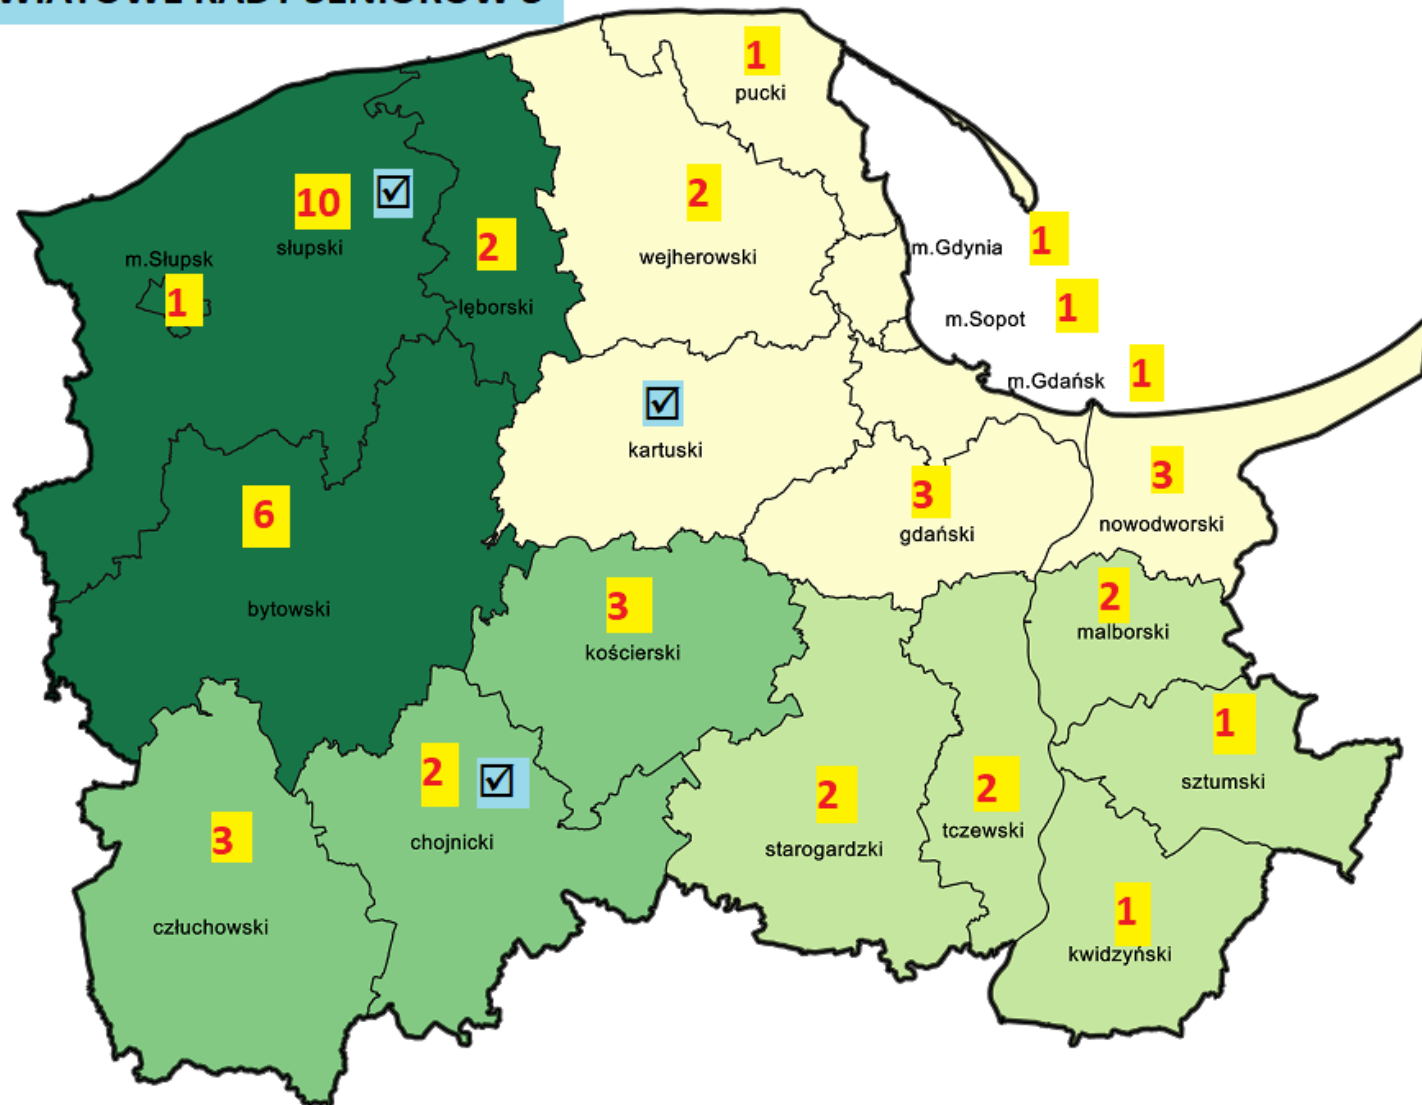 RADY SENIORÓW
1
pucki
10 ☑
słupski
2
wejherowski
2
lęborski
m.Słupsk
1
m.Gdynia 1
m.Sopot 1
m.Gdańsk 1
☑
kartuski
3
gdański
3
nowodworski
6
bytowski
3
kościerski
2
malborski
1
sztumski
2 ☑
chojnicki
2
starogardzki
2
tczewski
3
człuchowski
1
kwidzyński